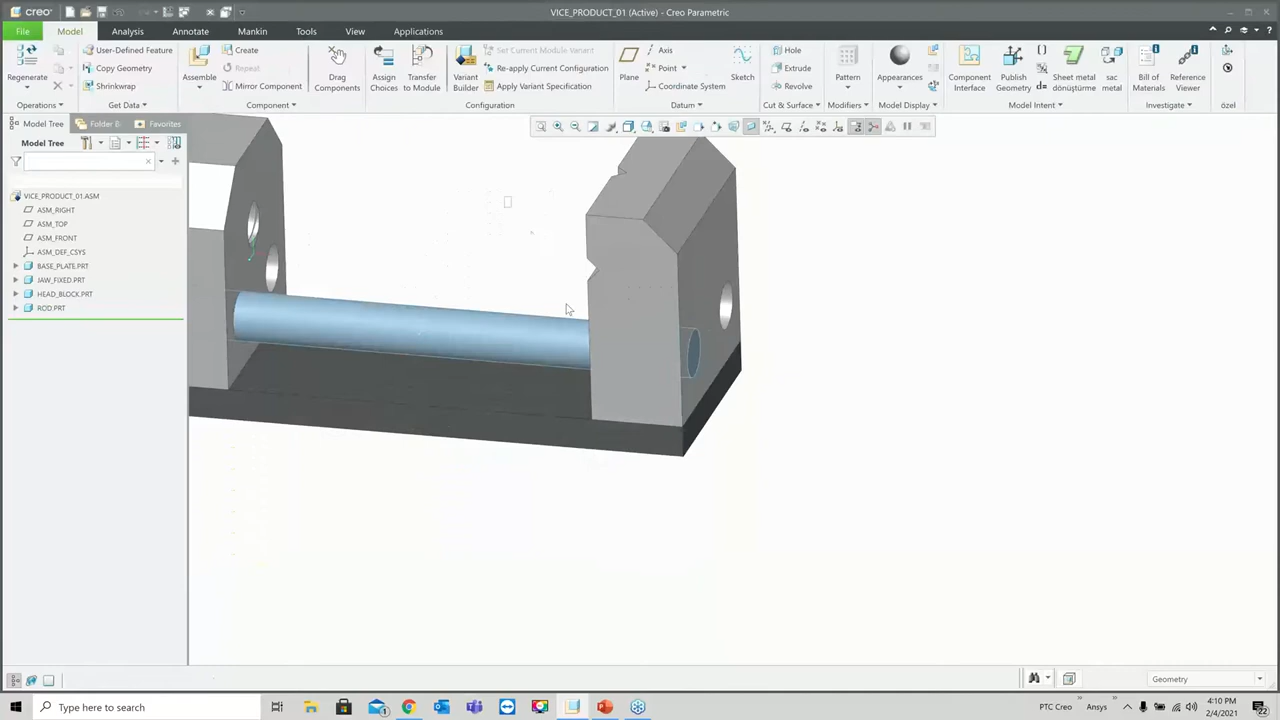 creo VICE_PRODUCT_01 (Active) - Creo Parametric
File Model Analysis Annotate Mankin Tools View Applications
Regenerate
User-Defined Feature
Copy Geometry
Shrinkwrap
Assemble
Create
Repeat
Mirror Component
Drag Components
Assign Choices
Transfer to Module
Variant Builder
Set Current Module Variant
Re-apply Current Configuration
Apply Variant Specification
Plane
Axis
Point
Coordinate System
Sketch
Hole
Extrude
Revolve
Pattern
Appearances
Component Interface
Publish Geometry
Sheet metal dönüştürme
sac metal
Bill of Materials
Reference Viewer
Operations Get Data Component Configuration Datum Cut & Surface Modifiers Model Display Model Intent Investigate özel
Model Tree Folder B Favorites
Model Tree
VICE_PRODUCT_01.ASM
ASM_RIGHT
ASM_TOP
ASM_FRONT
ASM_DEF_CSYS
BASE_PLATE.PRT
JAW_FIXED.PRT
HEAD_BLOCK.PRT
ROD.PRT
Geometry
Type here to search
PTC Creo
Ansys
4:10 PM
2/4/2021
22